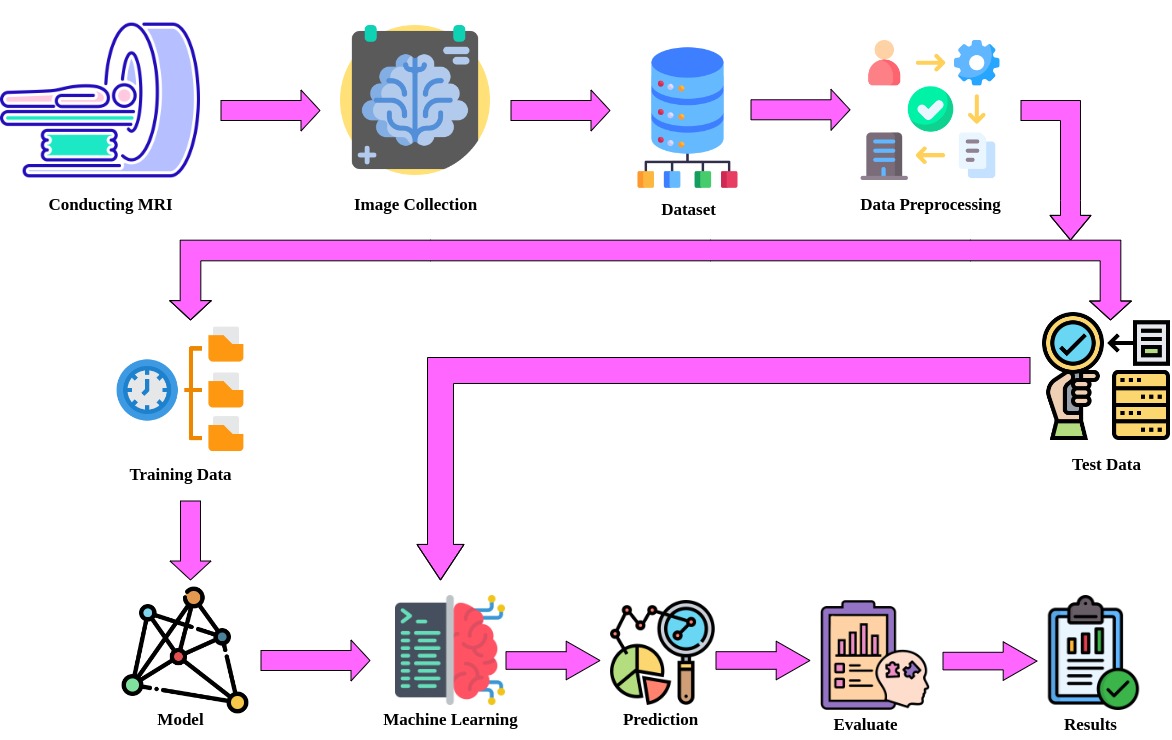 Conducting MRI
Image Collection
Dataset
Data Preprocessing
Training Data
Test Data
Model
Machine Learning
Prediction
Evaluate
Results